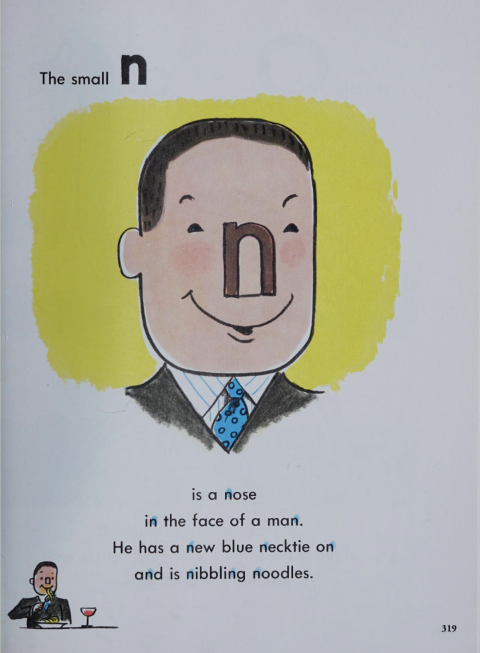 The small n
n
is a nose
in the face of a man.
He has a new blue necktie on
and is nibbling noodles.
319